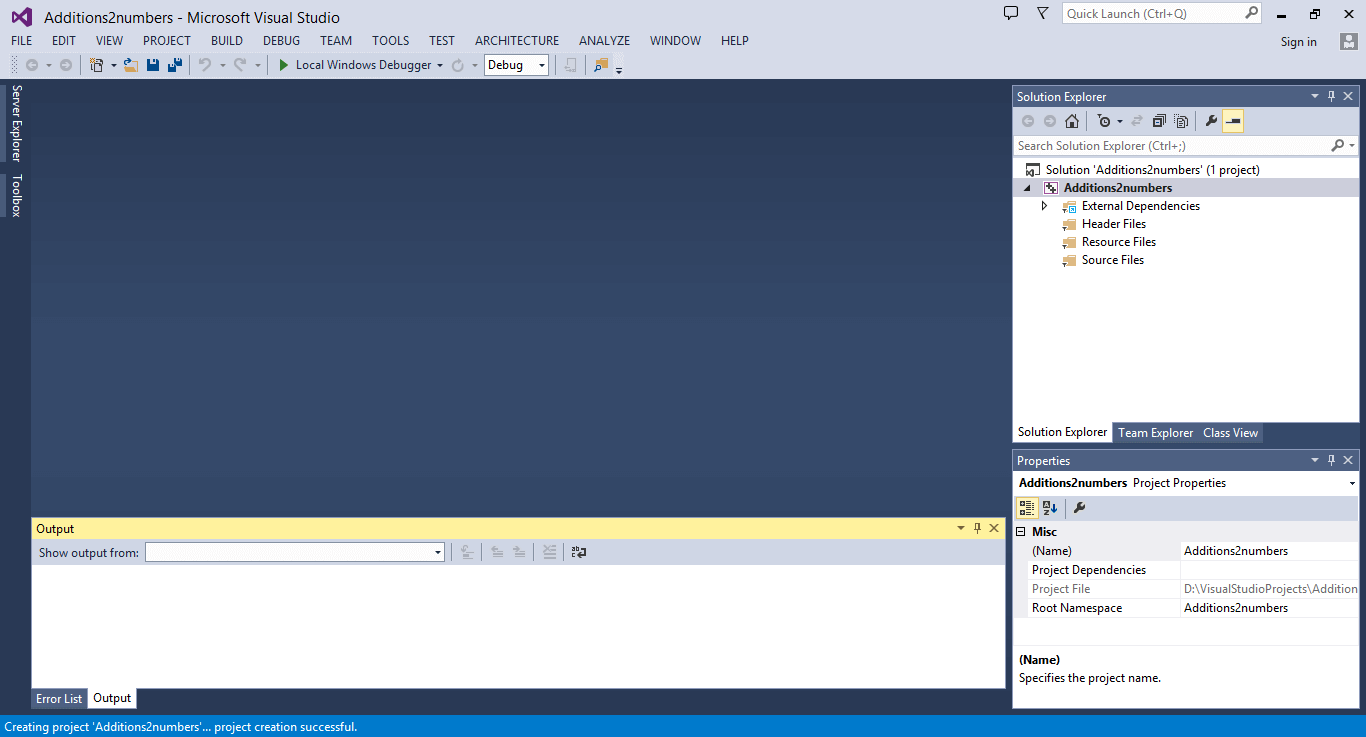 Additions2numbers - Microsoft Visual Studio
Quick Launch (Ctrl+Q)
FILE EDIT VIEW PROJECT BUILD DEBUG TEAM TOOLS TEST ARCHITECTURE ANALYZE WINDOW HELP
Sign in
Local Windows Debugger
Debug
Server Explorer
Toolbox
Solution Explorer
Search Solution Explorer (Ctrl+;)
Solution 'Additions2numbers' (1 project)
Additions2numbers
External Dependencies
Header Files
Resource Files
Source Files
Solution Explorer Team Explorer Class View
Properties
Additions2numbers Project Properties
Misc
(Name) Additions2numbers
Project Dependencies
Project File D:\VisualStudioProjects\Addition
Root Namespace Additions2numbers
(Name)
Specifies the project name.
Output
Show output from:
Error List Output
Creating project 'Additions2numbers'... project creation successful.